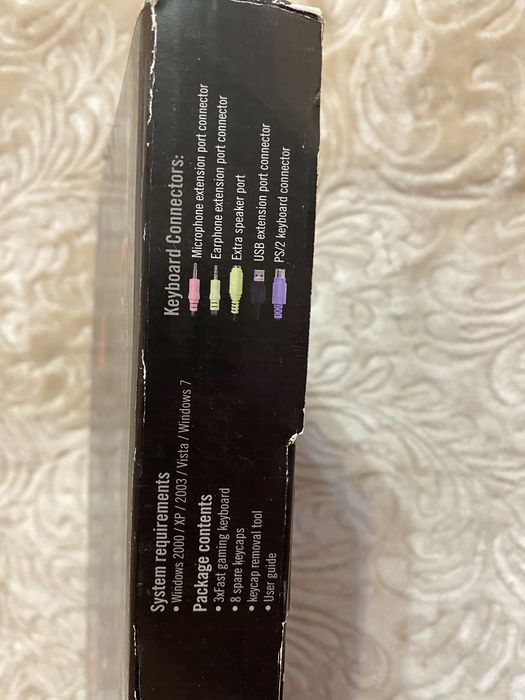 System requirements
• Windows 2000 / XP / 2003 / Vista / Windows 7
Package contents
• 3xFast gaming keyboard
• 8 spare keycaps
• keycap removal tool
• User guide
Keyboard Connectors:
Microphone extension port connector
Earphone extension port connector
Extra speaker port
USB extension port connector
PS/2 keyboard connector